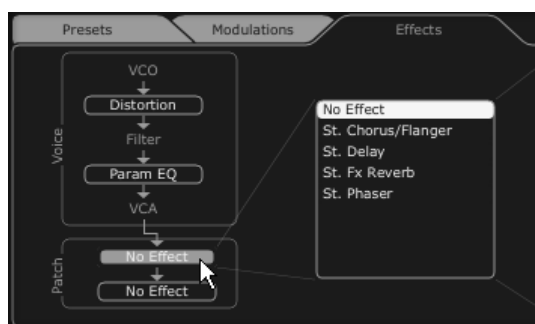 Presets
Modulations
Effects
VCO
Distortion
Filter
Param EQ
VCA
Voice
No Effect
No Effect
Patch
No Effect
St. Chorus/Flanger
St. Delay
St. Fx Reverb
St. Phaser